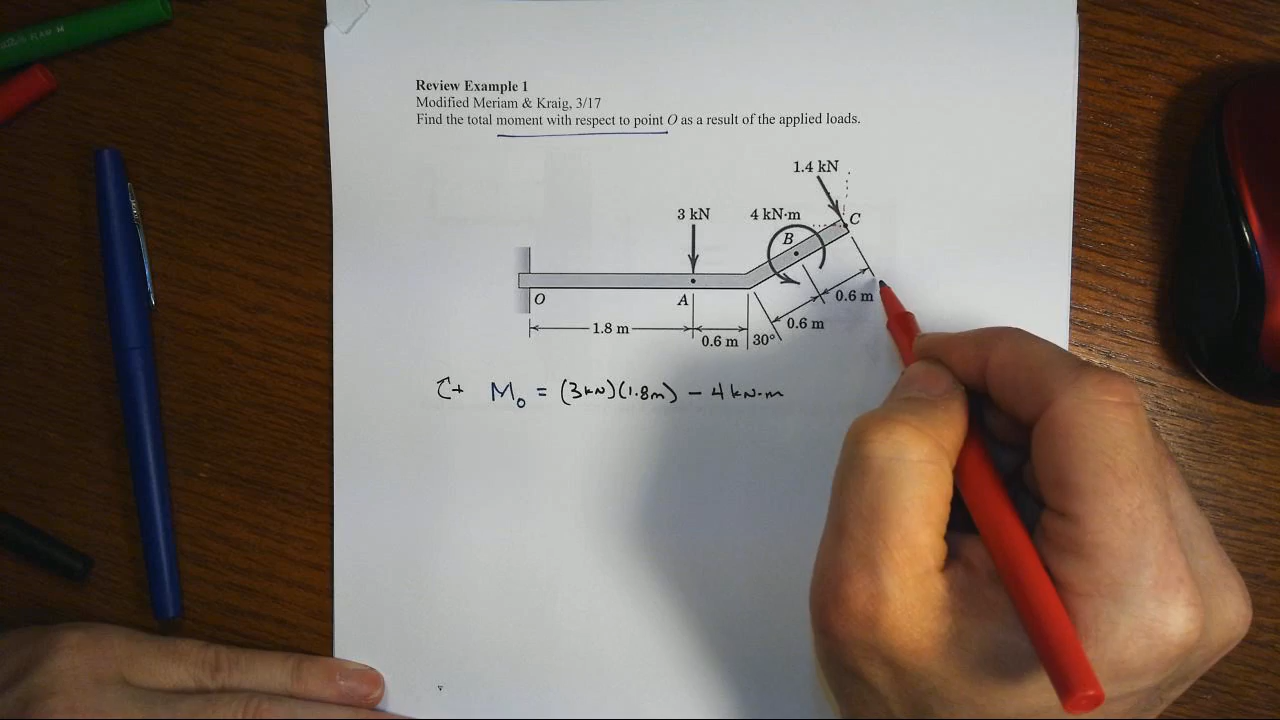 Review Example 1
Modified Meriam & Kraig, 3/17
Find the total moment with respect to point O as a result of the applied loads.
1.4 kN
3 kN
4 kN·m
C
B
O
A
0.6 m
1.8 m
0.6 m
0.6 m
30°
+ M₀ = (3kN)(1.8m) − 4kN·m